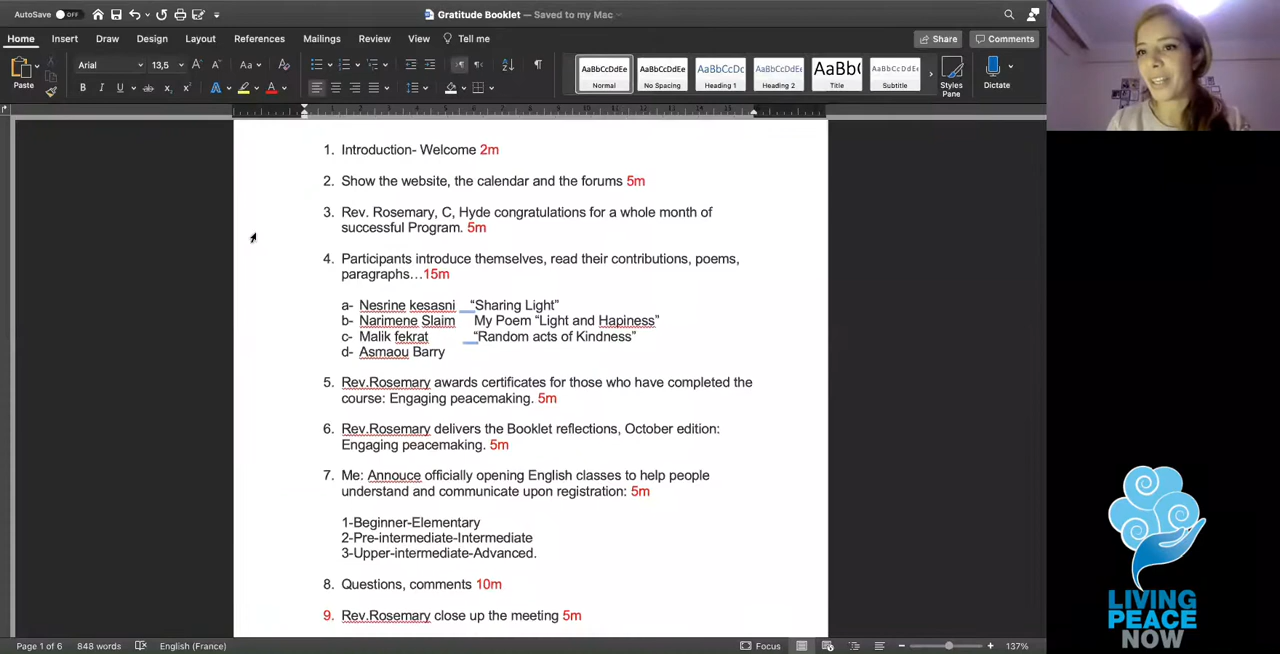 AutoSave OFF
Gratitude Booklet — Saved to my Mac
Home Insert Draw Design Layout References Mailings Review View Tell me
Share Comments
Paste
Arial 13,5
AaBbCcDdEe Normal
AaBbCcDdEe No Spacing
AaBbCcDc Heading 1
AaBbCcDdEe Heading 2
AaBb( Title
AaBbCcDdEe Subtitle
Styles Pane
Dictate
1. Introduction- Welcome 2m
2. Show the website, the calendar and the forums 5m
3. Rev. Rosemary, C, Hyde congratulations for a whole month of
successful Program. 5m
4. Participants introduce themselves, read their contributions, poems,
paragraphs…15m
a- Nesrine kesasni “Sharing Light”
b- Narimene Slaim My Poem “Light and Hapiness”
c- Malik fekrat “Random acts of Kindness”
d- Asmaou Barry
5. Rev.Rosemary awards certificates for those who have completed the
course: Engaging peacemaking. 5m
6. Rev.Rosemary delivers the Booklet reflections, October edition:
Engaging peacemaking. 5m
7. Me: Annouce officially opening English classes to help people
understand and communicate upon registration: 5m
1-Beginner-Elementary
2-Pre-intermediate-Intermediate
3-Upper-intermediate-Advanced.
8. Questions, comments 10m
9. Rev.Rosemary close up the meeting 5m
Page 1 of 6 848 words English (France)
Focus 137%
LIVING
PEACE
NOW